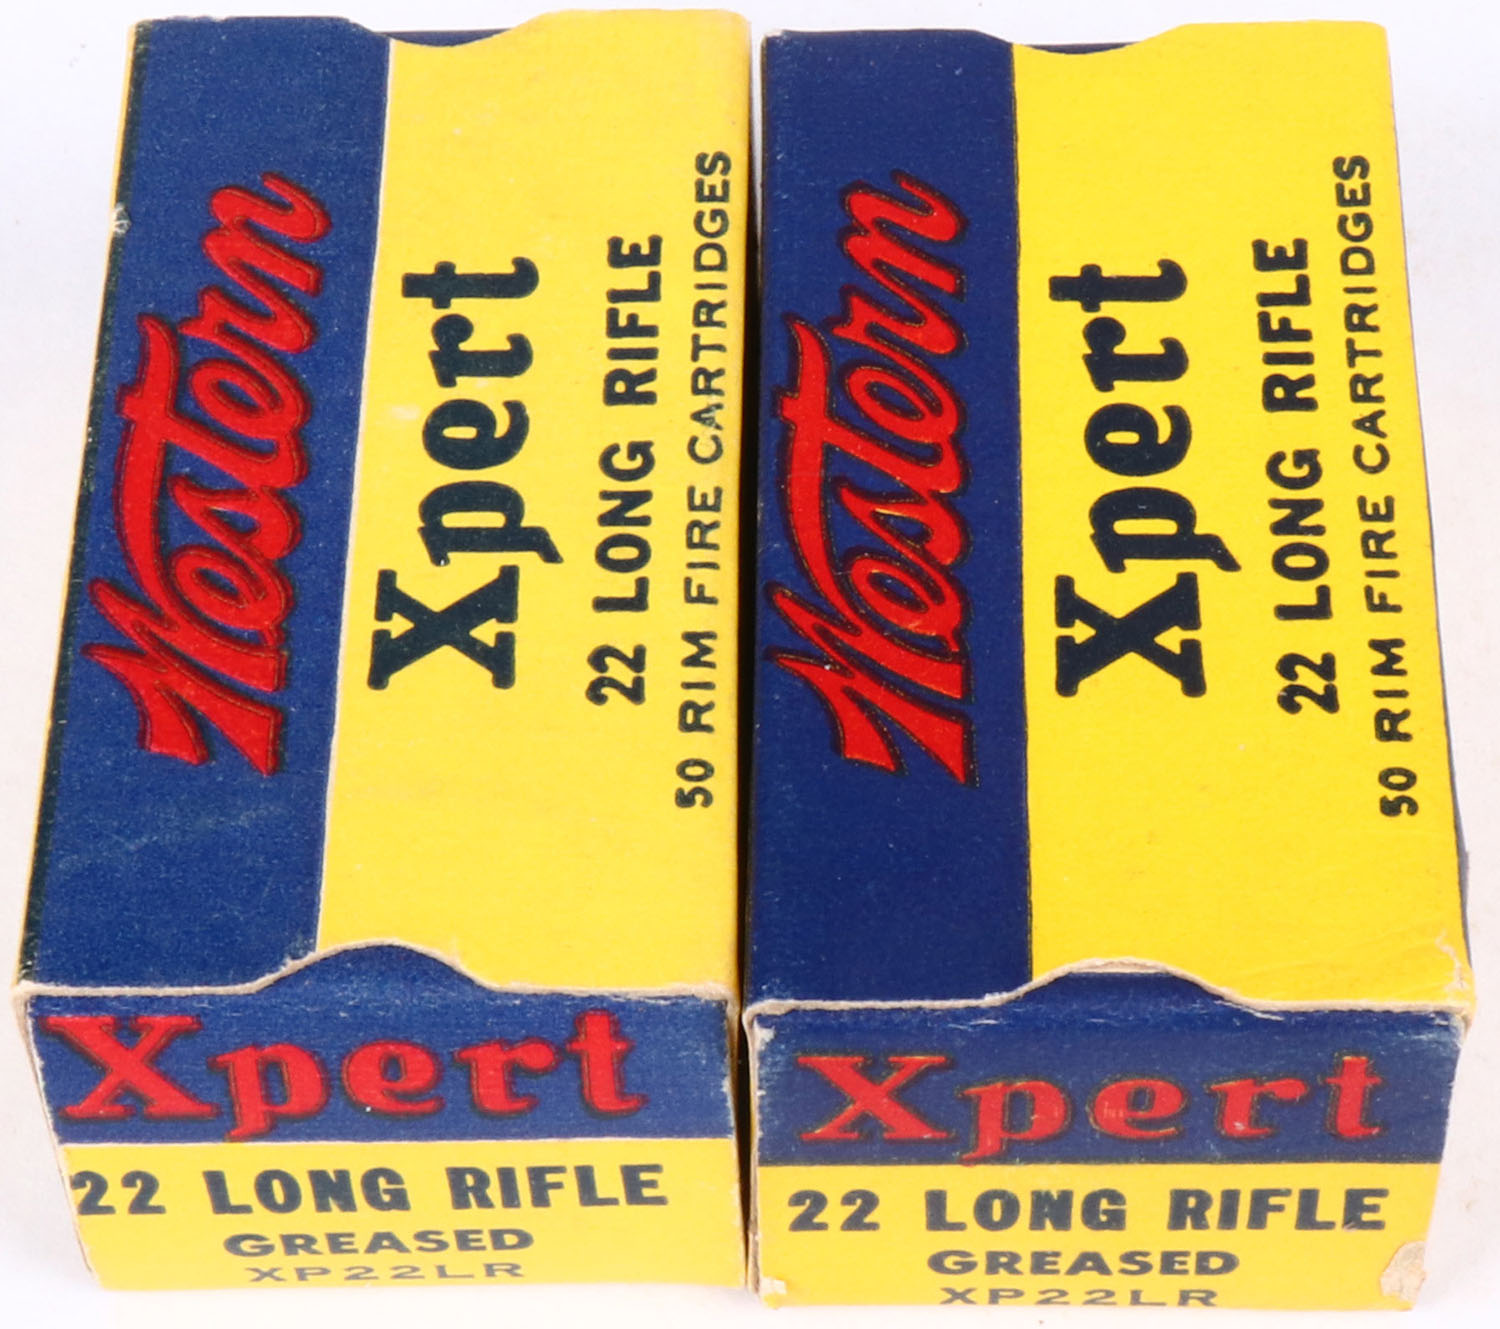 Western
Xpert
22 LONG RIFLE
50 RIM FIRE CARTRIDGES
Xpert
22 LONG RIFLE
GREASED
XP22LR
Western
Xpert
22 LONG RIFLE
50 RIM FIRE CARTRIDGES
Xpert
22 LONG RIFLE
GREASED
XP22LR